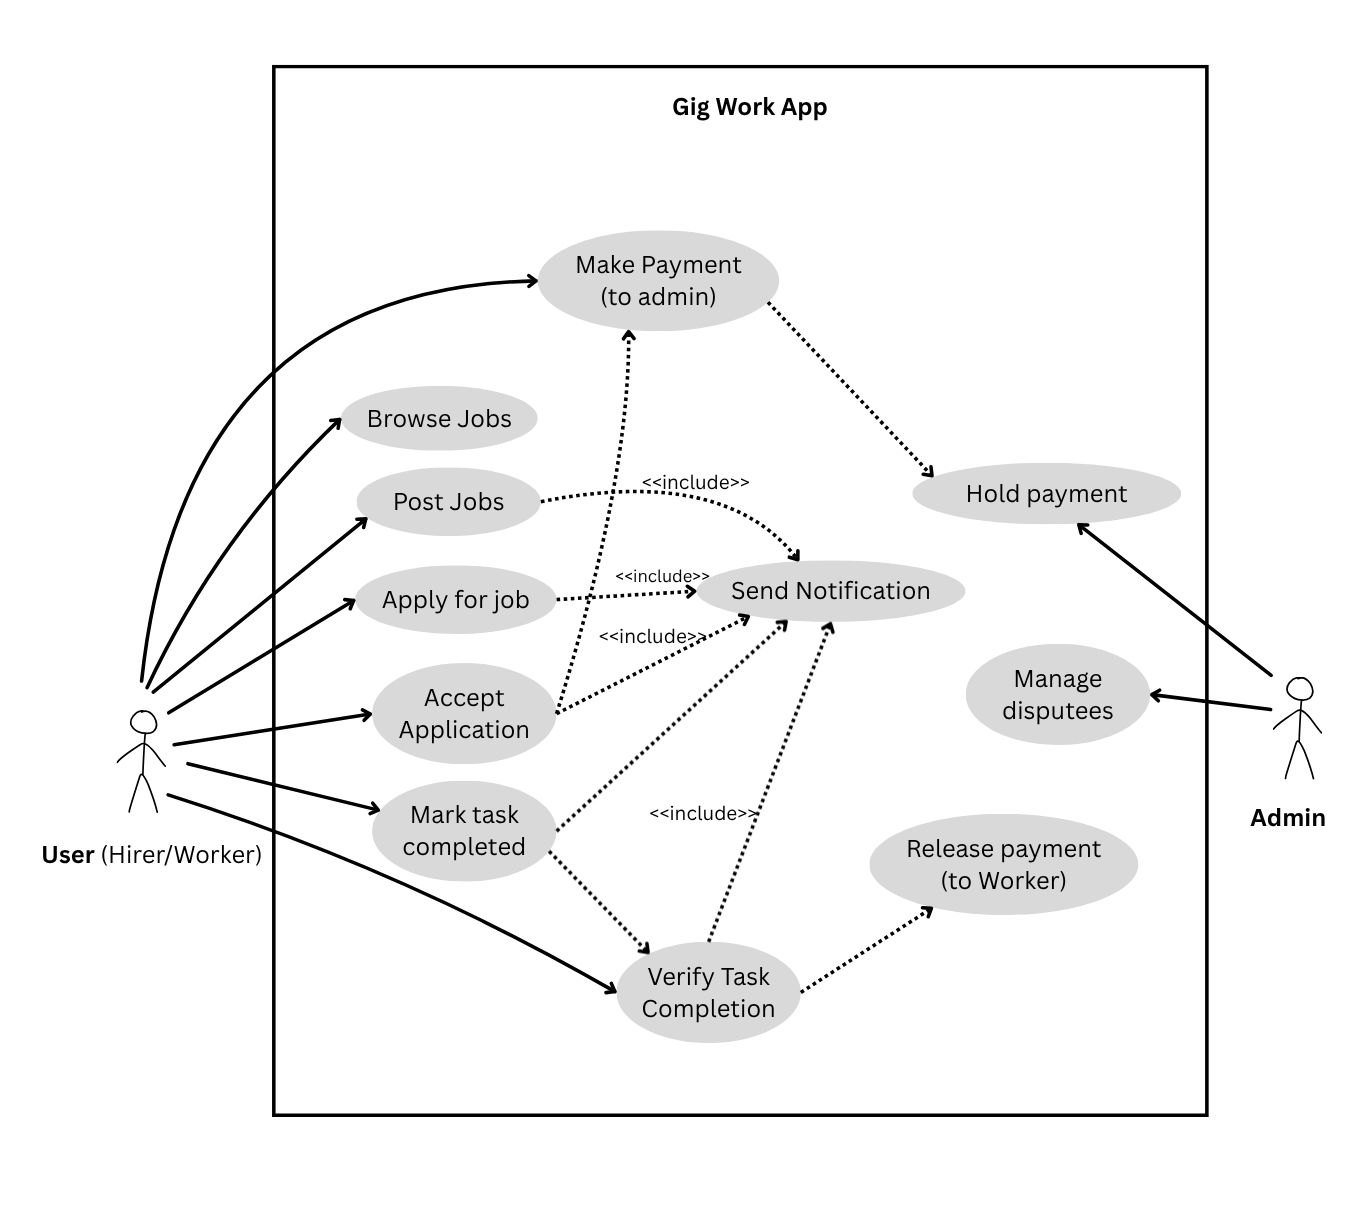 Gig Work App
Make Payment
(to admin)
Browse Jobs
Post Jobs
<<include>>
Hold payment
Apply for job
<<include>>
Send Notification
<<include>>
Accept
Application
Manage
disputees
Mark task
completed
<<include>>
Release payment
(to Worker)
Verify Task
Completion
User (Hirer/Worker)
Admin